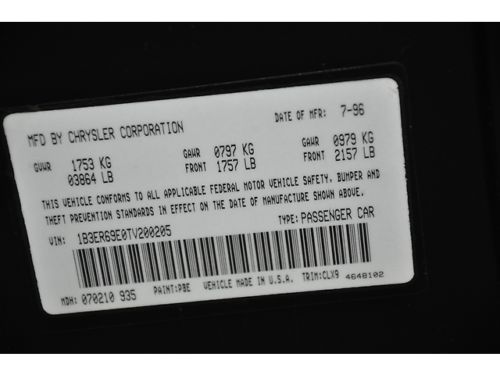 MFD BY CHRYSLER CORPORATION DATE OF MFR: 7-96
GVWR 1753 KG GAWR 0797 KG GAWR 0979 KG
03864 LB FRONT 1757 LB FRONT 2157 LB
THIS VEHICLE CONFORMS TO ALL APPLICABLE FEDERAL MOTOR VEHICLE SAFETY, BUMPER AND
THEFT PREVENTION STANDARDS IN EFFECT ON THE DATE OF MANUFACTURE SHOWN ABOVE.
VIN: 1B3ER69E0TV200205 TYPE: PASSENGER CAR
MDH: 070210 935 PAINT: PBE VEHICLE MADE IN U.S.A. TRIM: CLX9 4648102